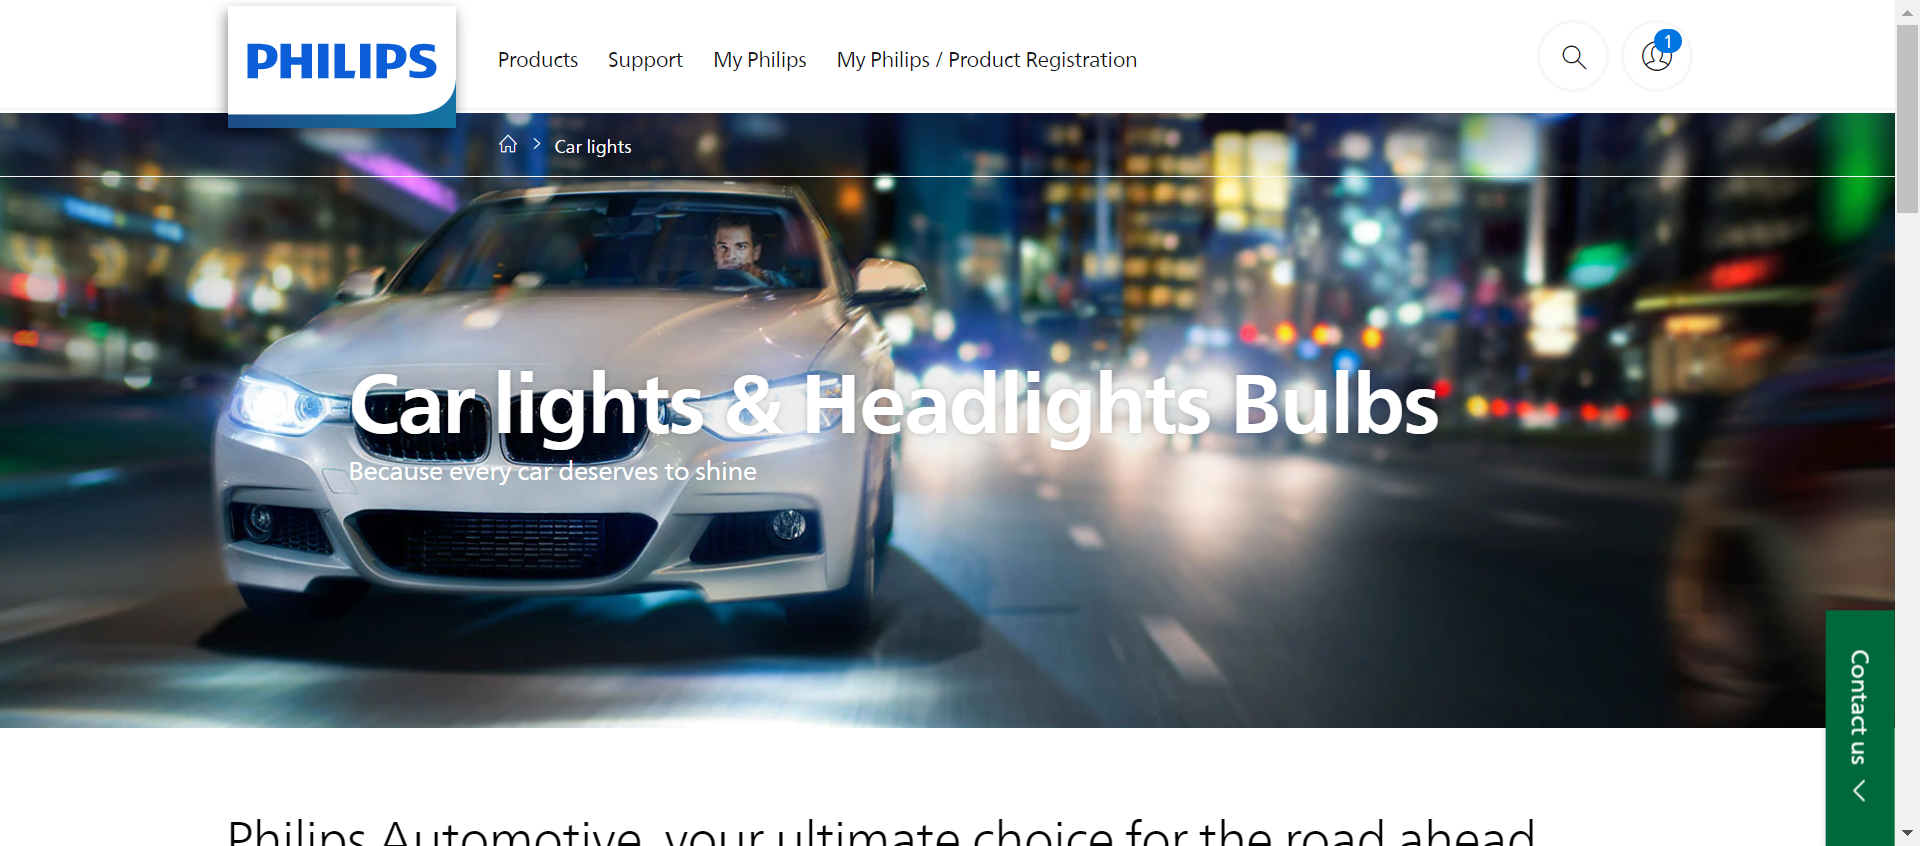 PHILIPS
Products Support My Philips My Philips / Product Registration
1
Car lights
Car lights & Headlights Bulbs
Because every car deserves to shine
Contact us
Philips Automotive, your ultimate choice for the road ahead